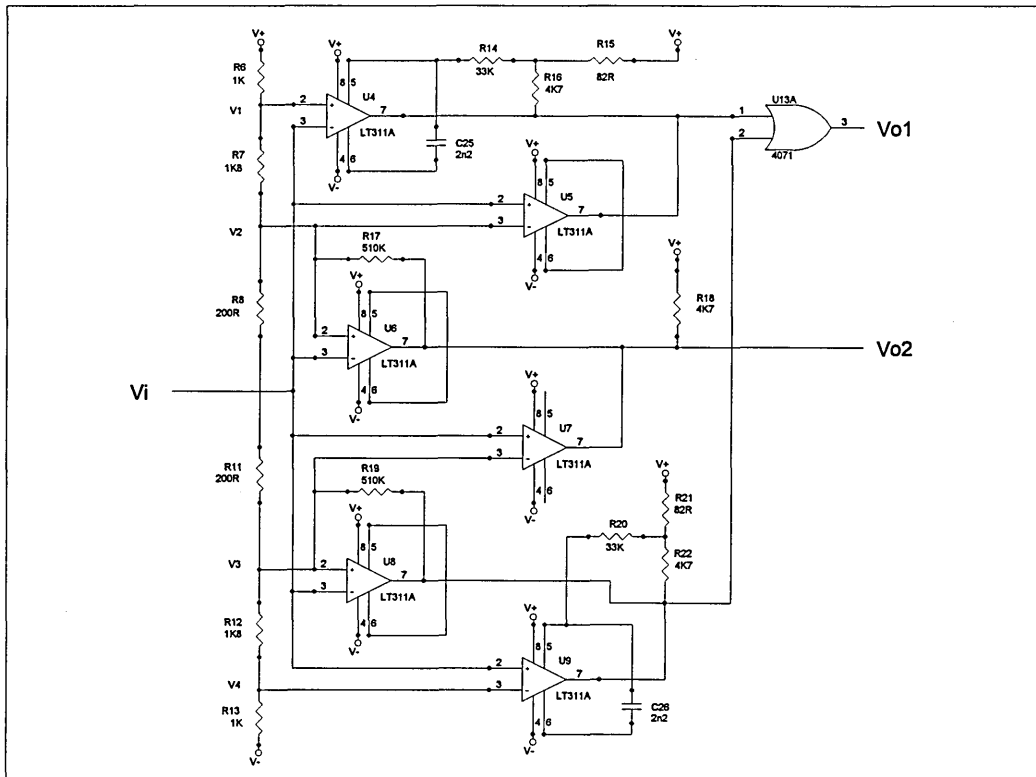 V+
R6
1K
V1
R7
1K8
V2
R8
200R
R11
200R
V3
R12
1K8
V4
R13
1K
V-
Vi
V+
8 5
U4
2
+
3
-
7
LT311A
4 6
V-
C25
2n2
R14
33K
R15
82R
V+
R16
4K7
V+
8 5
U5
2
+
3
-
7
LT311A
4 6
V-
U13A
1
2
3
4071
Vo1
R17
510K
V+
8 5
U6
2
+
3
-
7
LT311A
4 6
V-
V+
R18
4K7
Vo2
V+
8 5
U7
2
+
3
-
7
LT311A
4 6
V-
R19
510K
V+
8 5
U8
2
+
3
-
7
LT311A
4 6
V-
V+
R21
82R
R20
33K
R22
4K7
V+
8 5
U9
2
+
3
-
7
LT311A
4 6
V-
C26
2n2